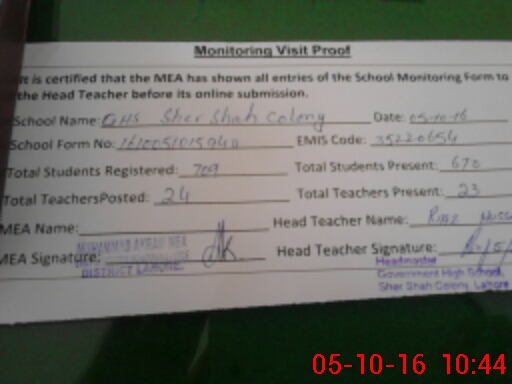 Monitoring Visit Proof
It is certified that the MEA has shown all entries of the School Monitoring Form to
the Head Teacher before its online submission.
School Name: GHS Sher Shah Colony Date: 05-10-16
School Form No: EMIS Code: 35220654
Total Students Registered: 709 Total Students Present: 670
Total TeachersPosted: 24 Total Teachers Present: 23
MEA Name: Head Teacher Name: Riaz
MEA Signature: Head Teacher Signature:
MUHAMMAD AKBAR MEA
DISTRICT LAHORE
Headmaster
Government High School,
Sher Shah Colony, Lahore
05-10-16 10:44